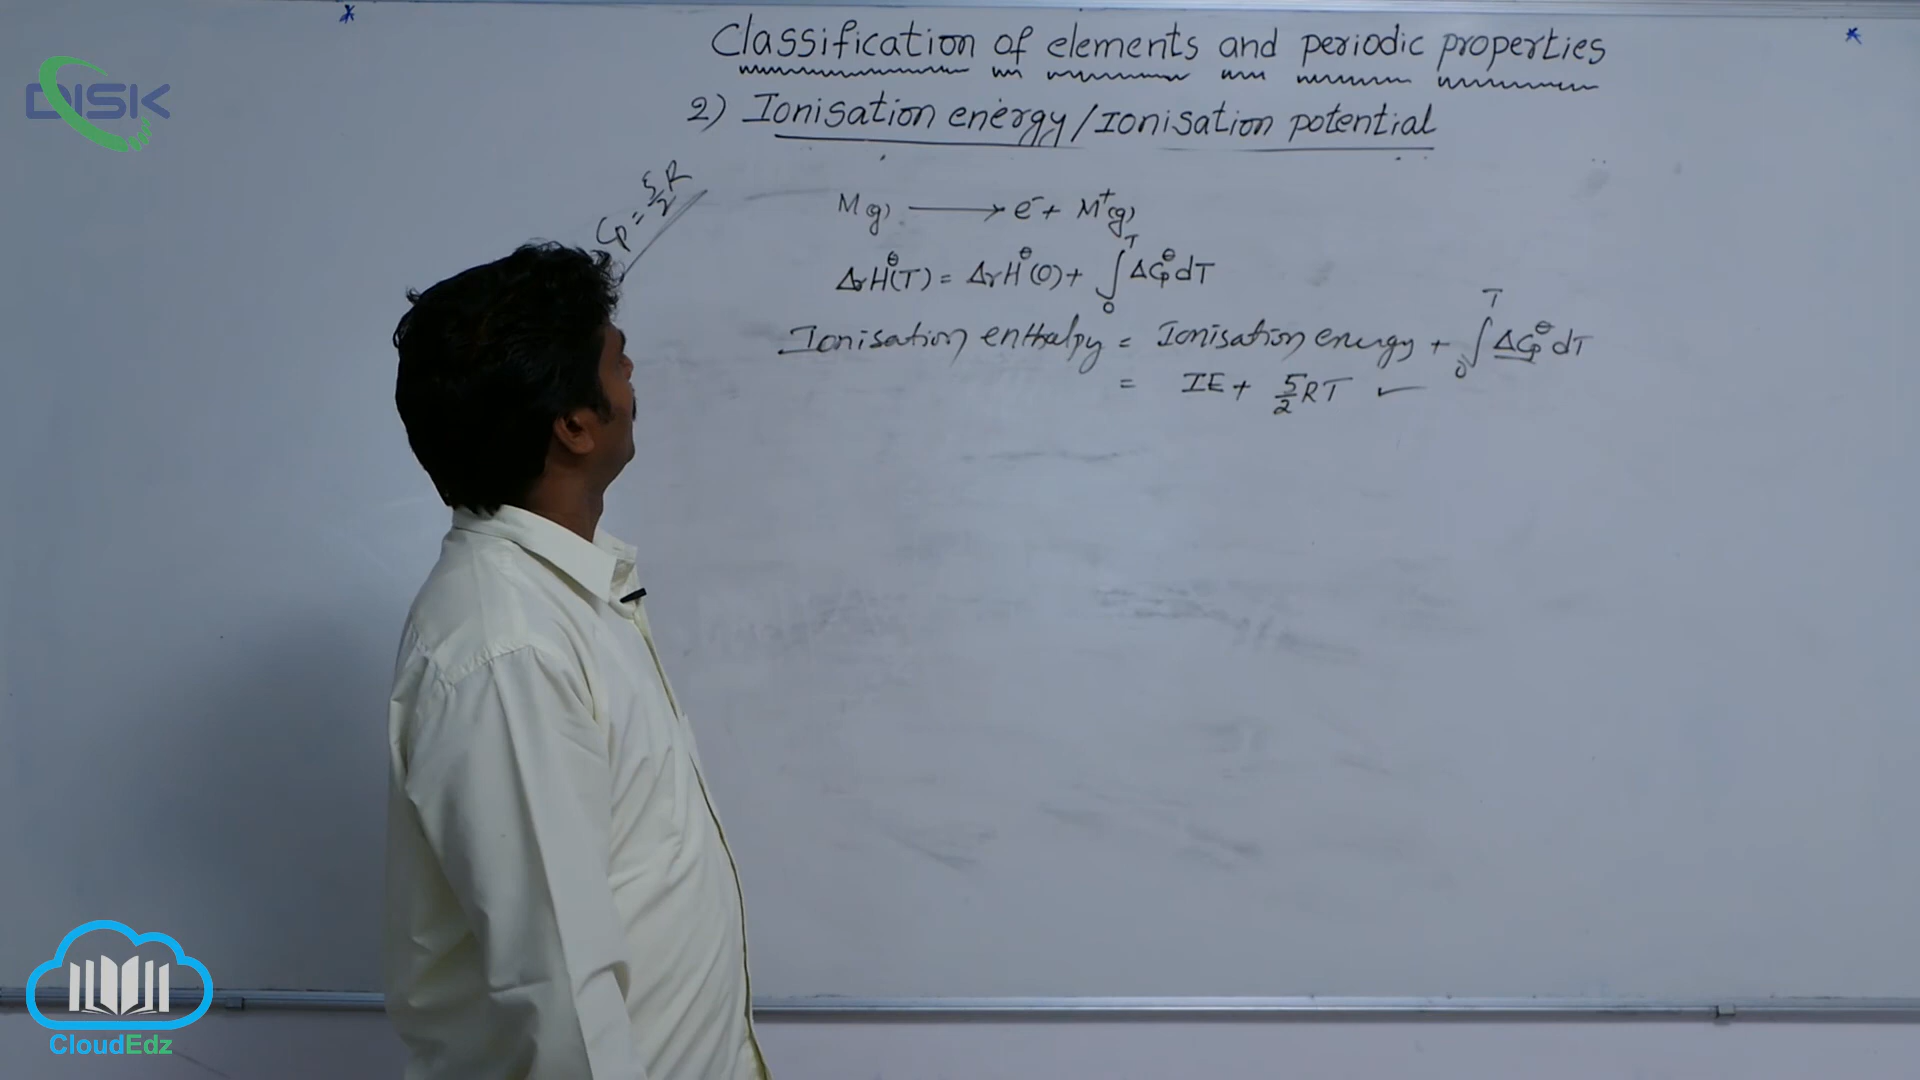 DISK
Classification of elements and periodic properties
2) Ionisation energy/Ionisation potential
Cp = 5/2 R
M(g) ⟶ e⁻ + M⁺(g)
ΔrH^θ(T) = ΔrH^θ(0) + ∫₀ᵀ ΔCp^θ dT
Ionisation enthalpy = Ionisation energy + ∫₀ᵀ ΔCp^θ dT
= IE + 5/2 RT ✓
CloudEdz